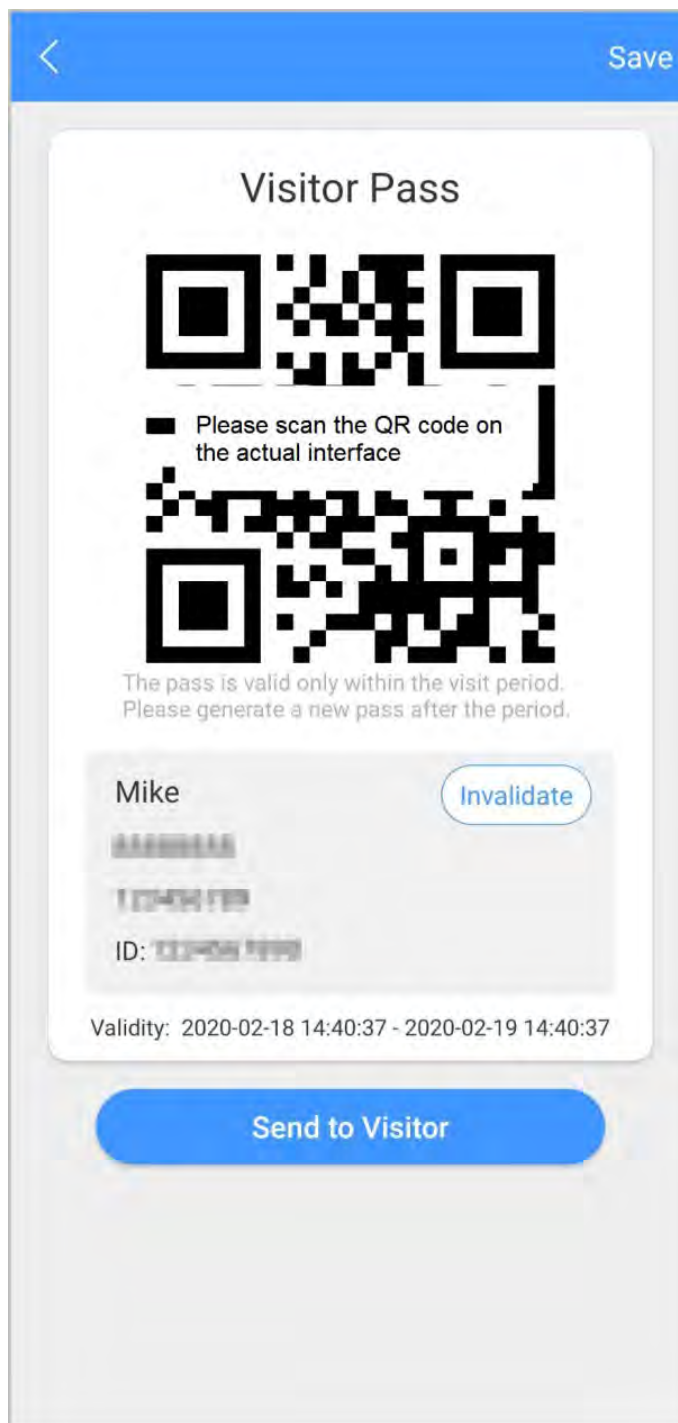 Save
Visitor Pass
Please scan the QR code on
the actual interface
The pass is valid only within the visit period.
Please generate a new pass after the period.
Mike
Invalidate
ID:
Validity: 2020-02-18 14:40:37 - 2020-02-19 14:40:37
Send to Visitor